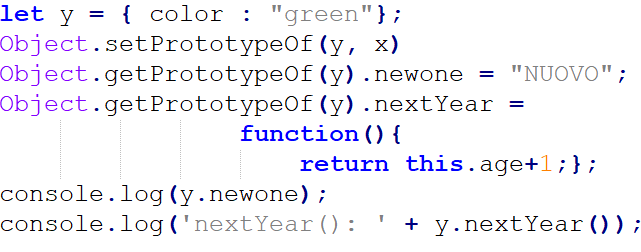 let y = { color : "green"};
Object.setPrototypeOf(y, x)
Object.getPrototypeOf(y).newone = "NUOVO";
Object.getPrototypeOf(y).nextYear =
function(){
return this.age+1;};
console.log(y.newone);
console.log('nextYear(): ' + y.nextYear());